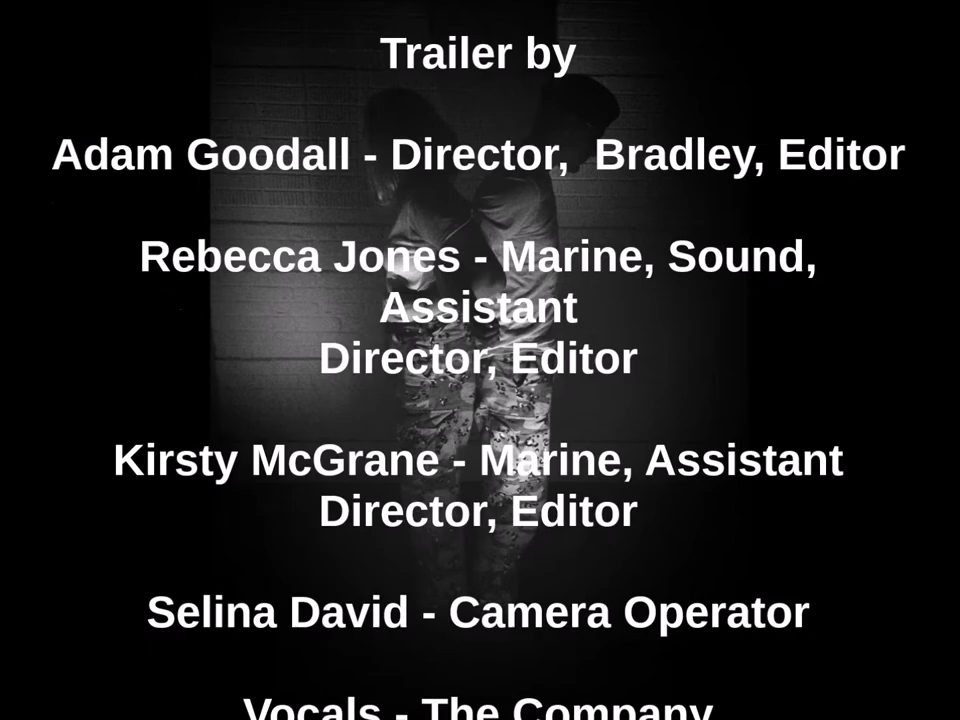 Trailer by
Adam Goodall - Director,  Bradley, Editor
Rebecca Jones - Marine, Sound,
Assistant
Director, Editor
Kirsty McGrane - Marine, Assistant
Director, Editor
Selina David - Camera Operator
Vocals - The Company